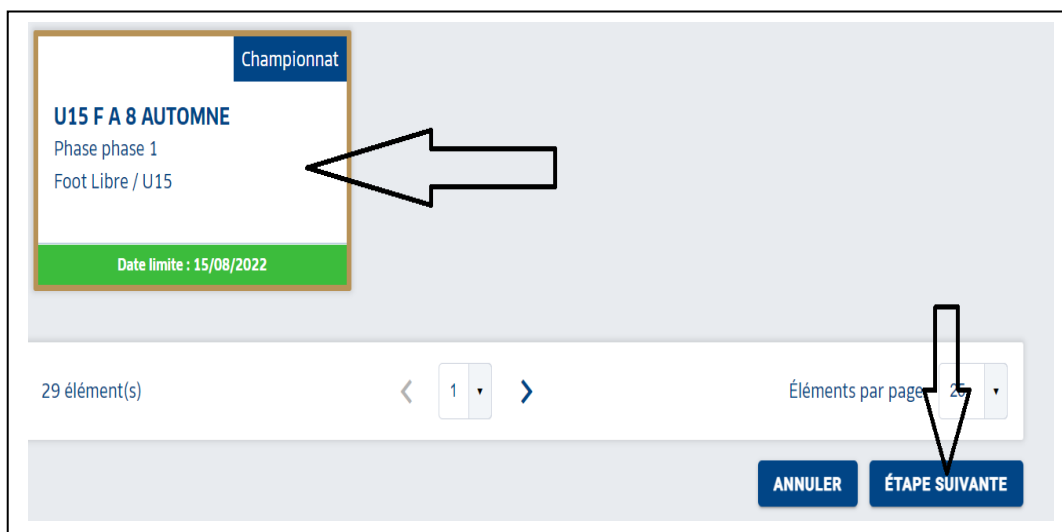 Championnat
U15 F A 8 AUTOMNE
Phase phase 1
Foot Libre / U15
Date limite : 15/08/2022
29 élément(s) 1 Éléments par page 25
ANNULER ÉTAPE SUIVANTE